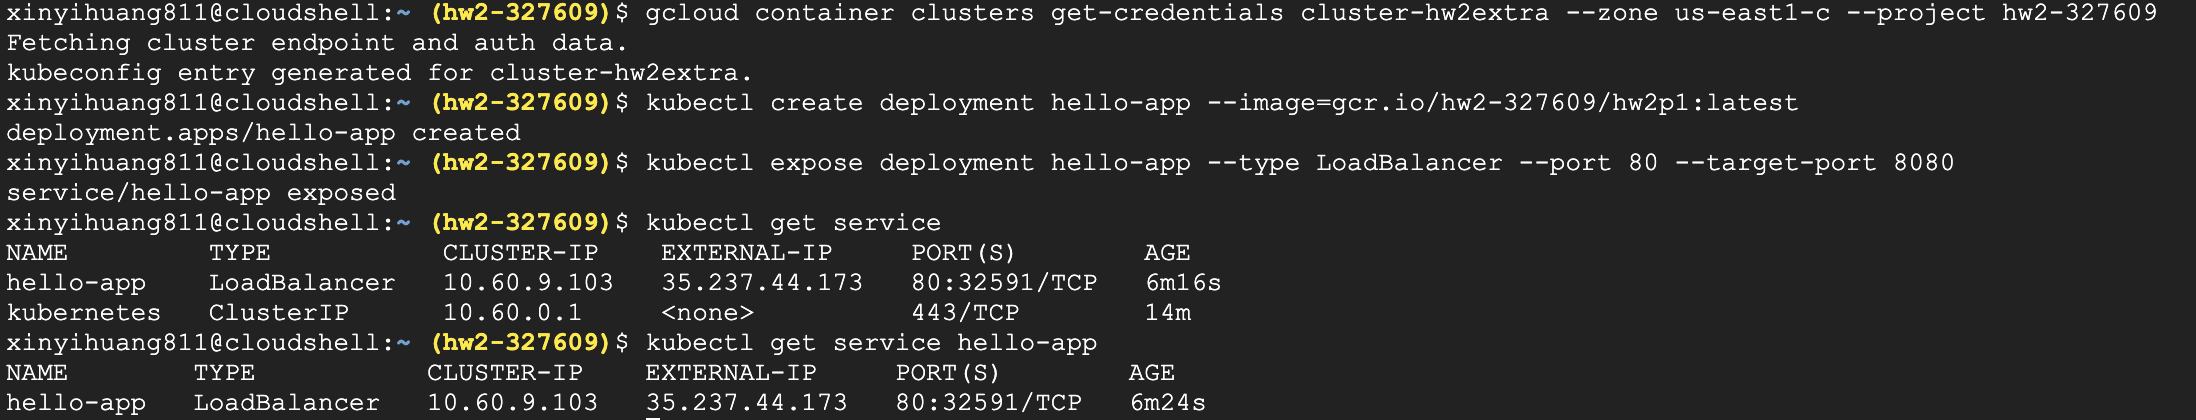 xinyihuang811@cloudshell:~ (hw2-327609)$ gcloud container clusters get-credentials cluster-hw2extra --zone us-east1-c --project hw2-327609
Fetching cluster endpoint and auth data.
kubeconfig entry generated for cluster-hw2extra.
xinyihuang811@cloudshell:~ (hw2-327609)$ kubectl create deployment hello-app --image=gcr.io/hw2-327609/hw2p1:latest
deployment.apps/hello-app created
xinyihuang811@cloudshell:~ (hw2-327609)$ kubectl expose deployment hello-app --type LoadBalancer --port 80 --target-port 8080
service/hello-app exposed
xinyihuang811@cloudshell:~ (hw2-327609)$ kubectl get service
NAME         TYPE           CLUSTER-IP    EXTERNAL-IP     PORT(S)        AGE
hello-app    LoadBalancer   10.60.9.103   35.237.44.173   80:32591/TCP   6m16s
kubernetes   ClusterIP      10.60.0.1     <none>          443/TCP        14m
xinyihuang811@cloudshell:~ (hw2-327609)$ kubectl get service hello-app
NAME        TYPE           CLUSTER-IP    EXTERNAL-IP     PORT(S)        AGE
hello-app   LoadBalancer   10.60.9.103   35.237.44.173   80:32591/TCP   6m24s